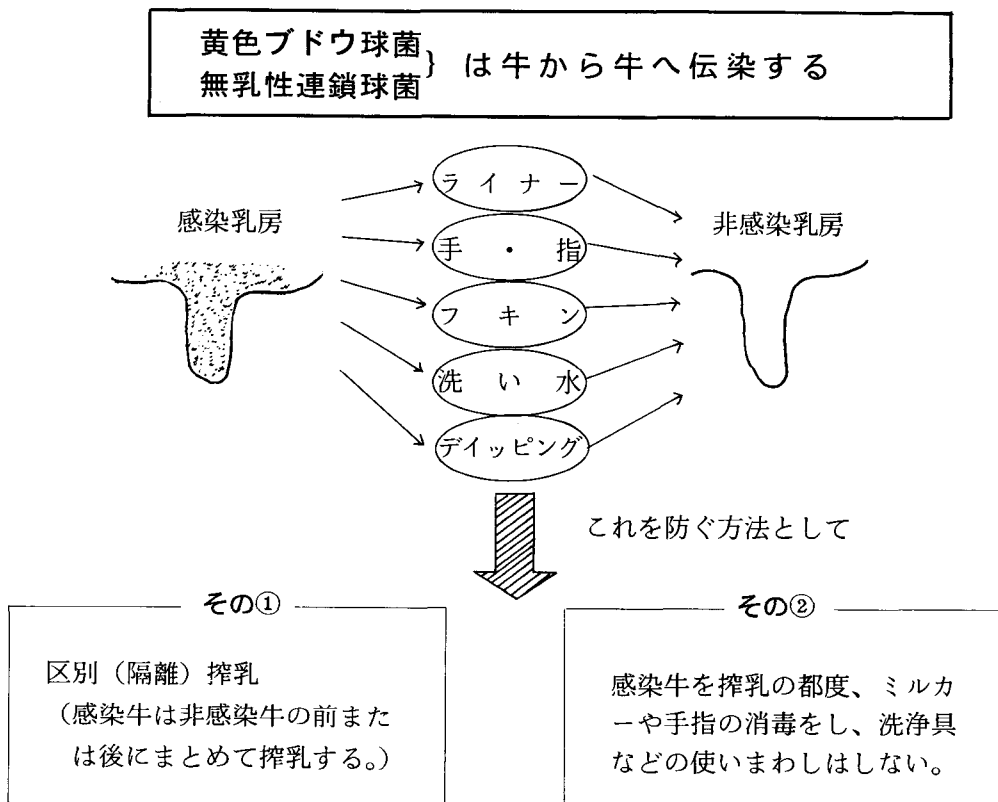 黄色ブドウ球菌
無乳性連鎖球菌} は牛から牛へ伝染する
感染乳房
ライナー
手・指
フキン
洗い水
デイッピング
非感染乳房
これを防ぐ方法として
その①
区別（隔離）搾乳
（感染牛は非感染牛の前また
は後にまとめて搾乳する。）
その②
感染牛を搾乳の都度、ミルカ
ーや手指の消毒をし、洗浄具
などの使いまわしはしない。